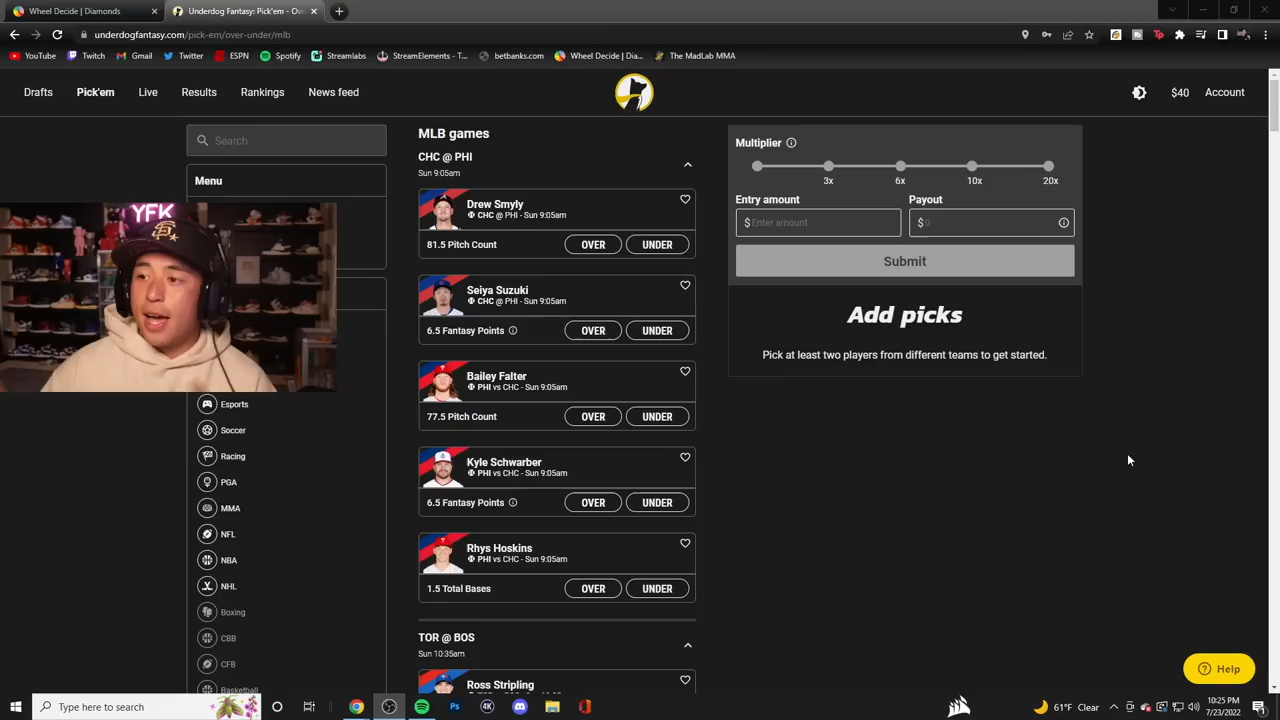 Wheel Decide | Diamonds
Underdog Fantasy: Pick'em - Ove
underdogfantasy.com/pick-em/over-under/mlb
YouTube
Twitch
Gmail
Twitter
ESPN
Spotify
Streamlabs
StreamElements - T...
betbanks.com
Wheel Decide | Dia...
The MadLab MMA
Drafts
Pick'em
Live
Results
Rankings
News feed
$40
Account
Search
Menu
YFK
Esports
Soccer
Racing
PGA
MMA
NFL
NBA
NHL
Boxing
CBB
CFB
Basketball
MLB games
CHC @ PHI
Sun 9:05am
Drew Smyly
CHC @ PHI - Sun 9:05am
81.5 Pitch Count
OVER
UNDER
Seiya Suzuki
CHC @ PHI - Sun 9:05am
6.5 Fantasy Points
OVER
UNDER
Bailey Falter
PHI vs CHC - Sun 9:05am
77.5 Pitch Count
OVER
UNDER
Kyle Schwarber
PHI vs CHC - Sun 9:05am
6.5 Fantasy Points
OVER
UNDER
Rhys Hoskins
PHI vs CHC - Sun 9:05am
1.5 Total Bases
OVER
UNDER
TOR @ BOS
Sun 10:35am
Ross Stripling
Multiplier
3x
6x
10x
20x
Entry amount
Payout
$ Enter amount
$ 0
Submit
Add picks
Pick at least two players from different teams to get started.
Help
Type here to search
61°F Clear
10:25 PM
7/23/2022